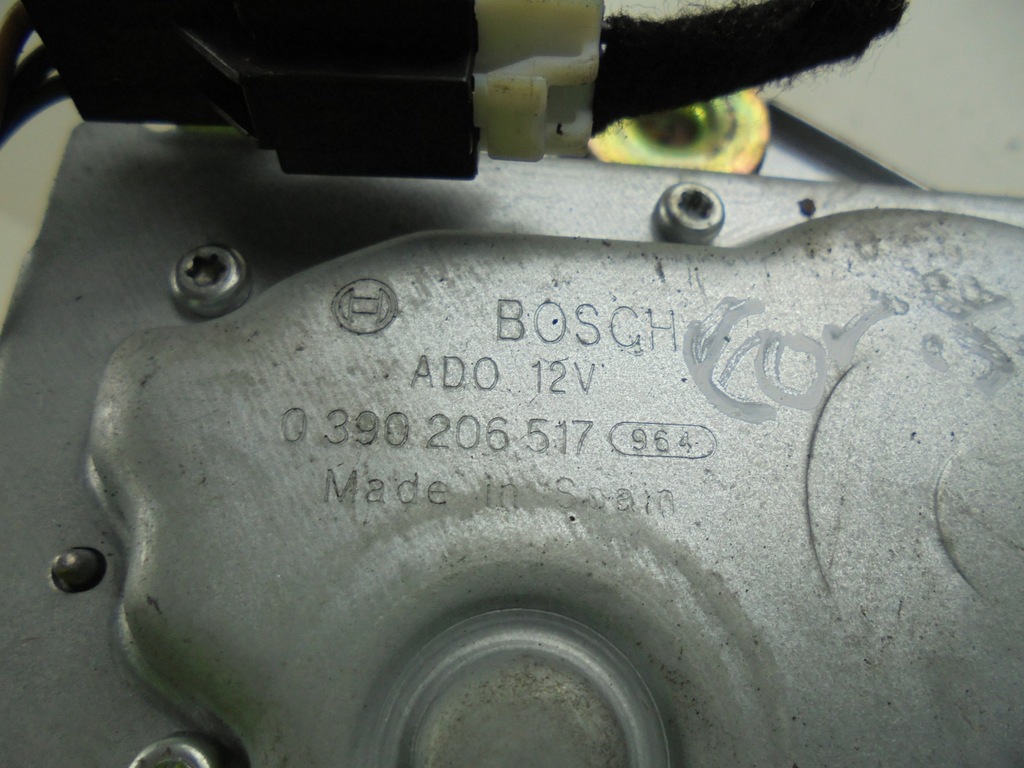 BOSCH
ADO 12V
0 390 206 517 964
Made in Spain